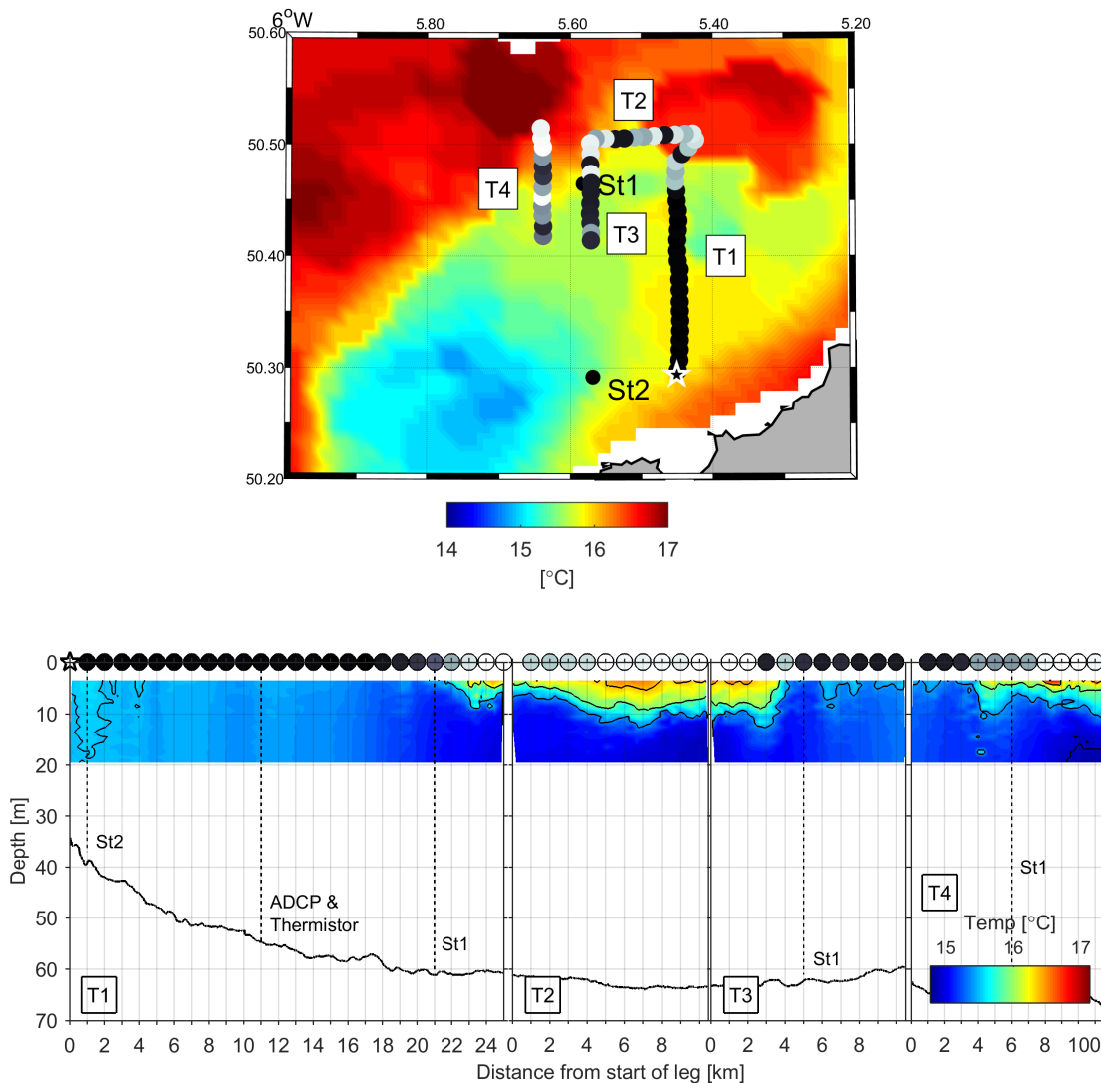 6°W 5.80 5.60 5.40 5.20
50.60
T2
50.50
T4 St1
T3 T1
50.40
50.30
St2
50.20
14 15 16 17
[°C]
0
10
20
30
St2
40 St1
T4
ADCP &
Thermistor
Temp [°C]
50
St1 St1
15 16 17
60
T1 T2 T3
70
Depth [m]
0 2 4 6 8 10 12 14 16 18 20 22 24 0 2 4 6 8 0 2 4 8 0 2 4 6 8 100
Distance from start of leg [km]